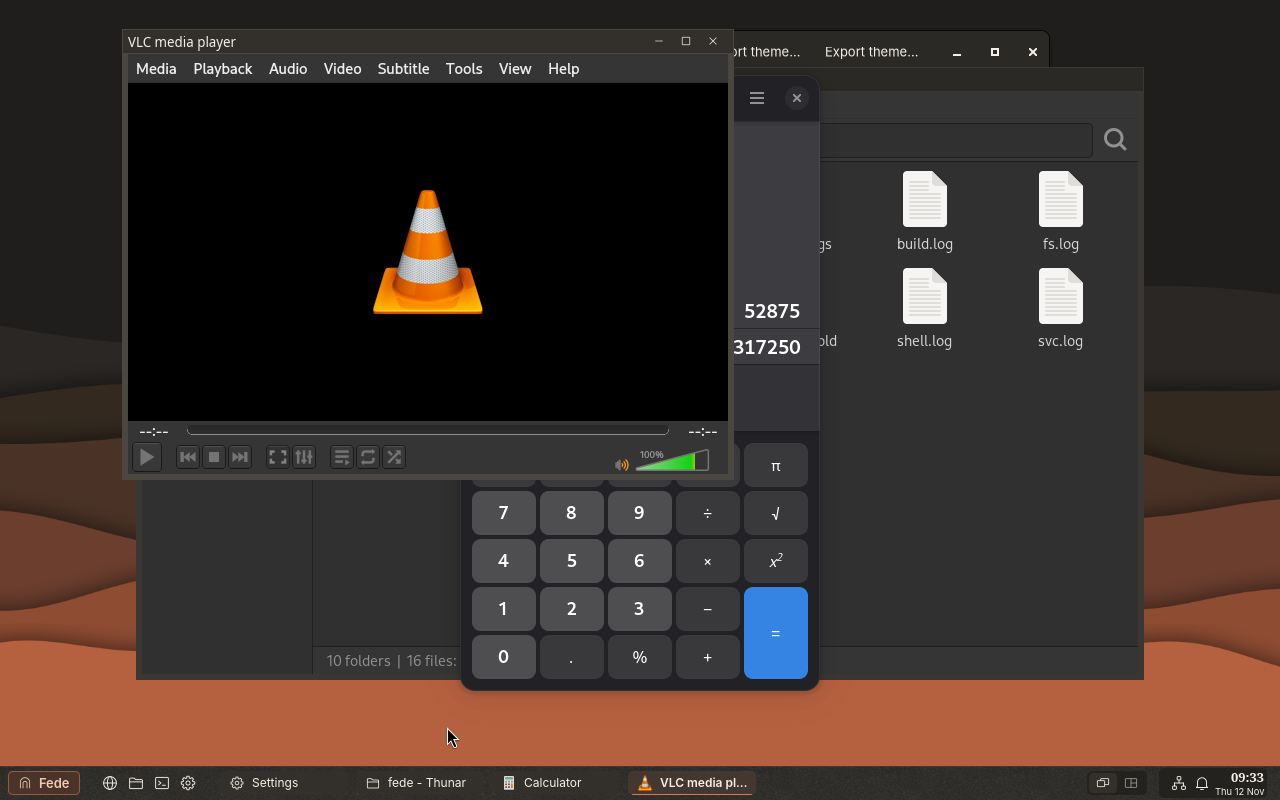 VLC media player
Media Playback Audio Video Subtitle Tools View Help
ort theme... Export theme...
gs
build.log
fs.log
old
shell.log
svc.log
52875
317250
--:--
--:--
100%
π
7 8 9 ÷ √
4 5 6 × x²
1 2 3 − =
0 . % +
10 folders | 16 files:
Fede
Settings
fede - Thunar
Calculator
VLC media pl...
09:33
Thu 12 Nov